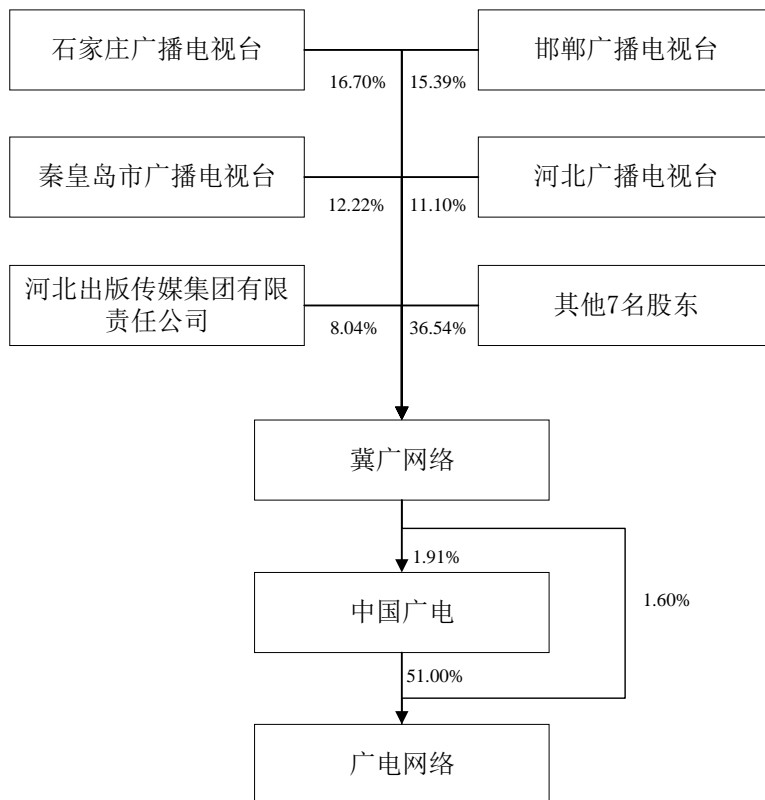 石家庄广播电视台
邯郸广播电视台
16.70%
15.39%
秦皇岛市广播电视台
河北广播电视台
12.22%
11.10%
河北出版传媒集团有限
责任公司
其他7名股东
8.04%
36.54%
冀广网络
1.91%
1.60%
中国广电
51.00%
广电网络